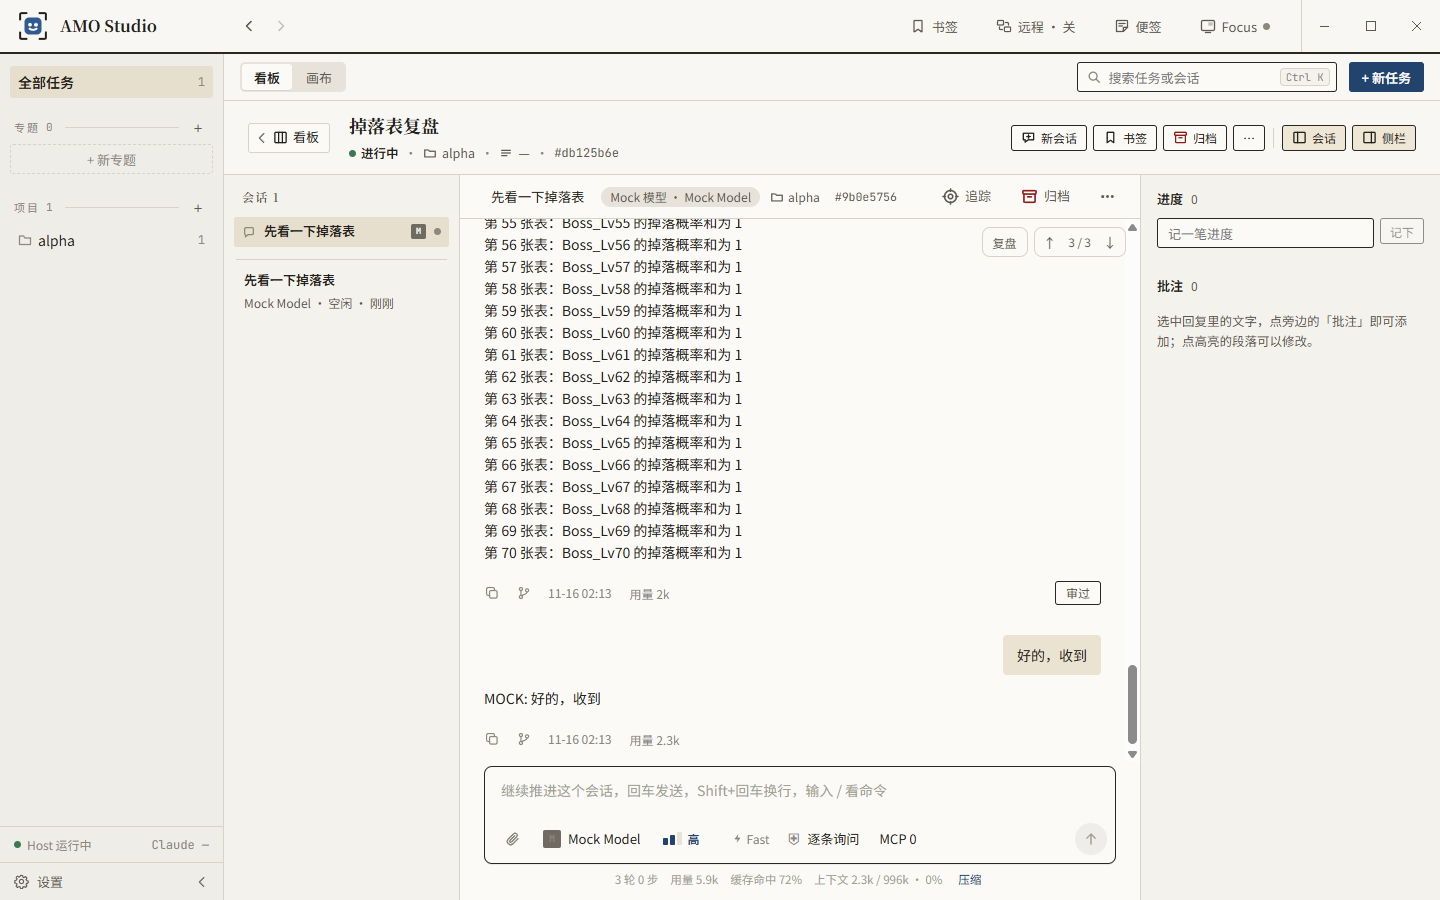 AMO Studio
书签
远程 · 关
便签
Focus
全部任务 1
专题 0 +
+ 新专题
项目 1 +
alpha 1
Host 运行中 Claude —
设置
看板 画布
搜索任务或会话 Ctrl K
+ 新任务
看板
掉落表复盘
进行中 · alpha · — · #db125b6e
新会话
书签
归档
···
会话
侧栏
会话 1
先看一下掉落表 M
先看一下掉落表
Mock Model · 空闲 · 刚刚
先看一下掉落表 Mock 模型 · Mock Model alpha #9b0e5756 追踪 归档 ···
复盘 ↑ 3 / 3 ↓
第 55 张表：Boss_Lv55 的掉落概率和为 1
第 56 张表：Boss_Lv56 的掉落概率和为 1
第 57 张表：Boss_Lv57 的掉落概率和为 1
第 58 张表：Boss_Lv58 的掉落概率和为 1
第 59 张表：Boss_Lv59 的掉落概率和为 1
第 60 张表：Boss_Lv60 的掉落概率和为 1
第 61 张表：Boss_Lv61 的掉落概率和为 1
第 62 张表：Boss_Lv62 的掉落概率和为 1
第 63 张表：Boss_Lv63 的掉落概率和为 1
第 64 张表：Boss_Lv64 的掉落概率和为 1
第 65 张表：Boss_Lv65 的掉落概率和为 1
第 66 张表：Boss_Lv66 的掉落概率和为 1
第 67 张表：Boss_Lv67 的掉落概率和为 1
第 68 张表：Boss_Lv68 的掉落概率和为 1
第 69 张表：Boss_Lv69 的掉落概率和为 1
第 70 张表：Boss_Lv70 的掉落概率和为 1
11-16 02:13 用量 2k 审过
好的，收到
MOCK: 好的，收到
11-16 02:13 用量 2.3k
继续推进这个会话，回车发送，Shift+回车换行，输入 / 看命令
M Mock Model 高 Fast 逐条询问 MCP 0
3 轮 0 步 用量 5.9k 缓存命中 72% 上下文 2.3k / 996k · 0% 压缩
进度 0
记一笔进度 记下
批注 0
选中回复里的文字，点旁边的「批注」即可添
加；点高亮的段落可以修改。